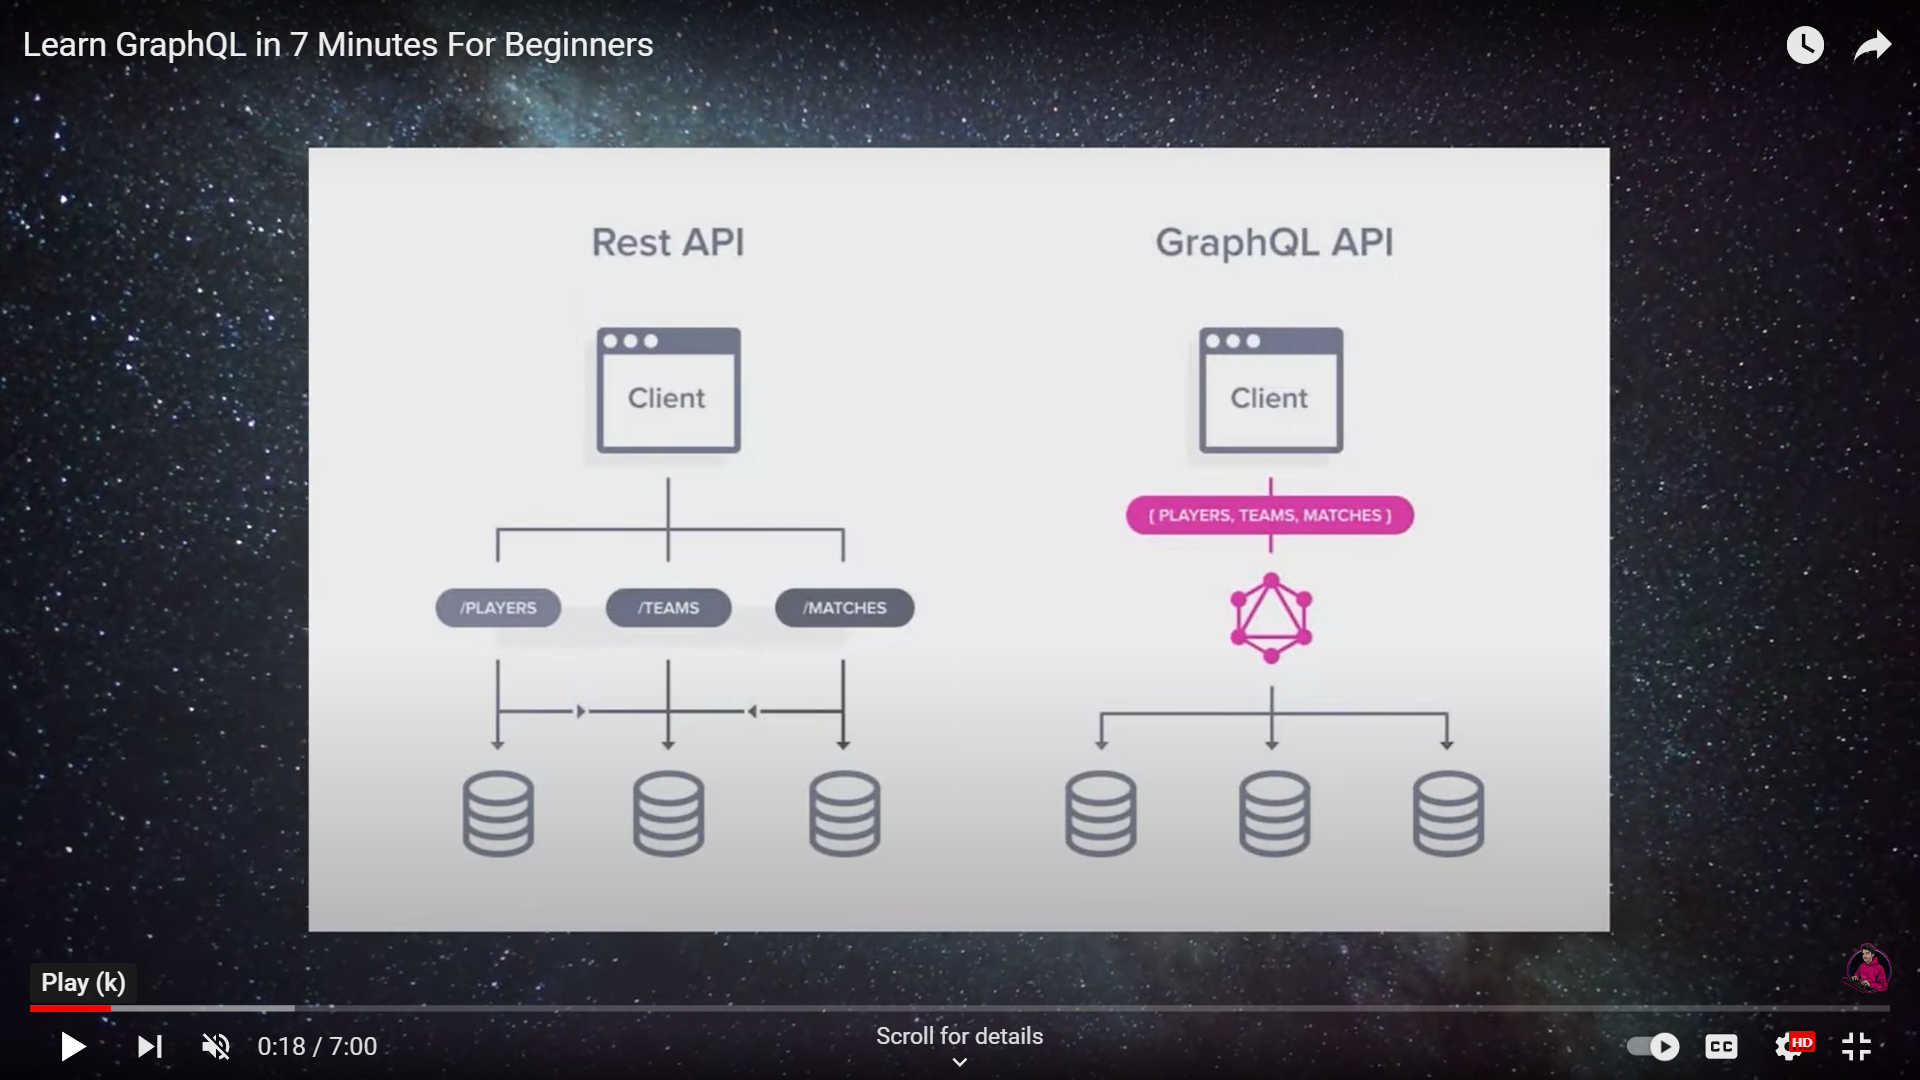 Learn GraphQL in 7 Minutes For Beginners
Rest API
GraphQL API
Client
Client
{ PLAYERS, TEAMS, MATCHES }
/PLAYERS
/TEAMS
/MATCHES
Play (k)
0:18 / 7:00
Scroll for details
CC
HD